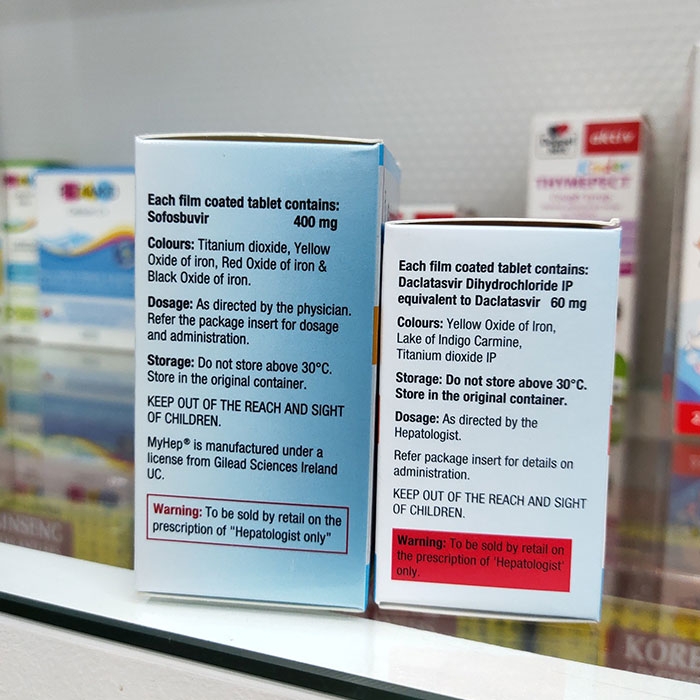 Each film coated tablet contains:
Sofosbuvir 400 mg
Colours: Titanium dioxide, Yellow
Oxide of iron, Red Oxide of iron &
Black Oxide of iron.
Dosage: As directed by the physician.
Refer the package insert for dosage
and administration.
Storage: Do not store above 30°C.
Store in the original container.
KEEP OUT OF THE REACH AND SIGHT
OF CHILDREN.
MyHep® is manufactured under a
license from Gilead Sciences Ireland
UC.
Warning: To be sold by retail on the
prescription of "Hepatologist only"
Each film coated tablet contains:
Daclatasvir Dihydrochloride IP
equivalent to Daclatasvir 60 mg
Colours: Yellow Oxide of Iron,
Lake of Indigo Carmine,
Titanium dioxide IP
Storage: Do not store above 30°C.
Store in the original container.
Dosage: As directed by the
Hepatologist.
Refer package insert for details on
administration.
KEEP OUT OF THE REACH AND SIGHT
OF CHILDREN.
Warning: To be sold by retail on
the prescription of 'Hepatologist'
only.
aktiv
Kinder
THYMEPECT